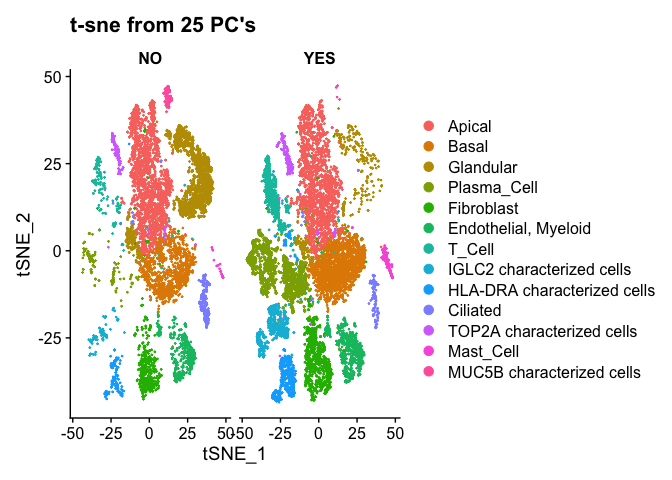 t-sne from 25 PC's
NO
YES
50
25
0
-25
tSNE_2
-50 -25 0 25 50
-50 -25 0 25 50
tSNE_1
Apical
Basal
Glandular
Plasma_Cell
Fibroblast
Endothelial, Myeloid
T_Cell
IGLC2 characterized cells
HLA-DRA characterized cells
Ciliated
TOP2A characterized cells
Mast_Cell
MUC5B characterized cells